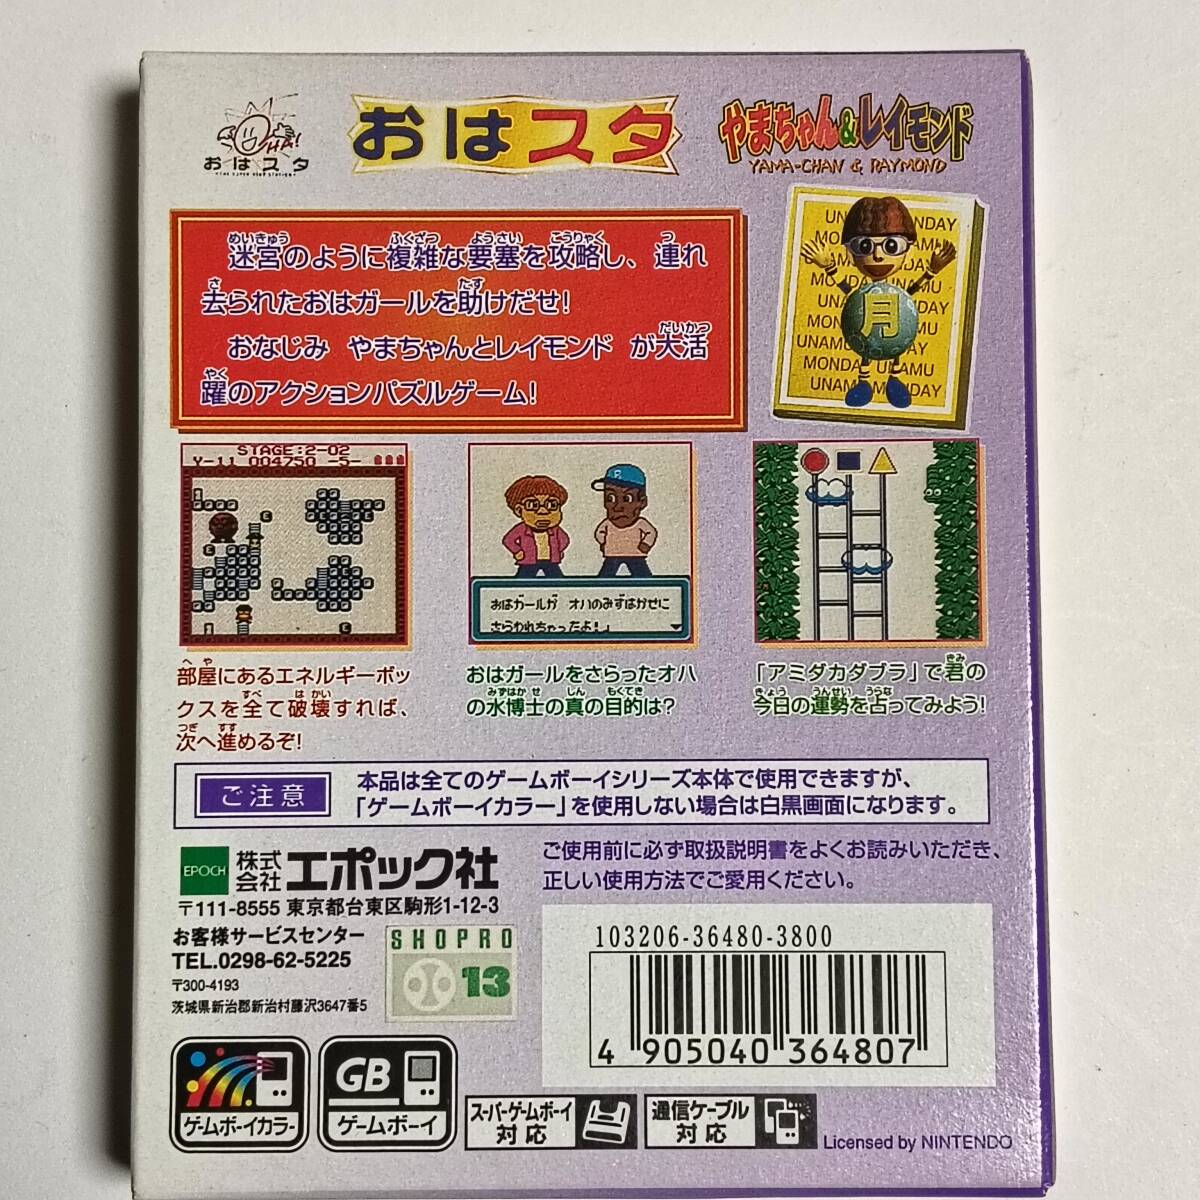 OHA!
おはスタ
おはスタ
やまちゃん&レイモンド
YAMA-CHAN & RAYMOND
迷宮のように複雑な要塞を攻略し、連れ
去られたおはガールを助けだせ!
おなじみ やまちゃんとレイモンド が大活
躍のアクションパズルゲーム!
月
STAGE:2-02
Y-11 004750 -5-
おはガールが オハのみずはかせに
さらわれちゃったよ!」
部屋にあるエネルギーボッ
クスを全て破壊すれば、
次へ進めるぞ!
おはガールをさらったオハ
の水博士の真の目的は?
「アミダカダブラ」で君の
今日の運勢を占ってみよう!
ご注意
本品は全てのゲームボーイシリーズ本体で使用できますが、
「ゲームボーイカラー」を使用しない場合は白黒画面になります。
EPOCH 株式会社 エポック社
〒111-8555 東京都台東区駒形1-12-3
お客様サービスセンター
TEL.0298-62-5225
〒300-4193
茨城県新治郡新治村藤沢3647番5
SHOPRO
13
ご使用前に必ず取扱説明書をよくお読みいただき、
正しい使用方法でご愛用ください。
103206-36480-3800
4 905040 364807
ゲームボーイカラー
GB
ゲームボーイ
スーパーゲームボーイ
対応
通信ケーブル
対応
Licensed by NINTENDO